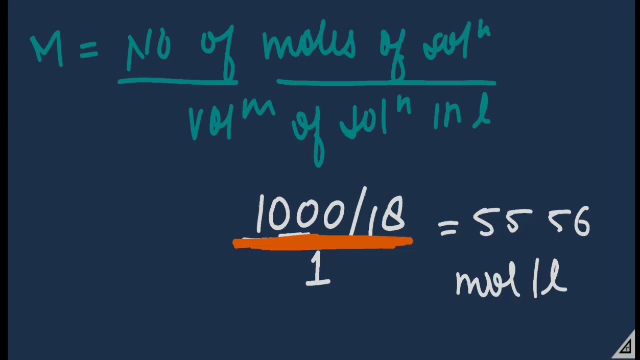 M = No of moles of solⁿ
volᵐ of solⁿ in l
1000/18
1
= 55 56
mol/l